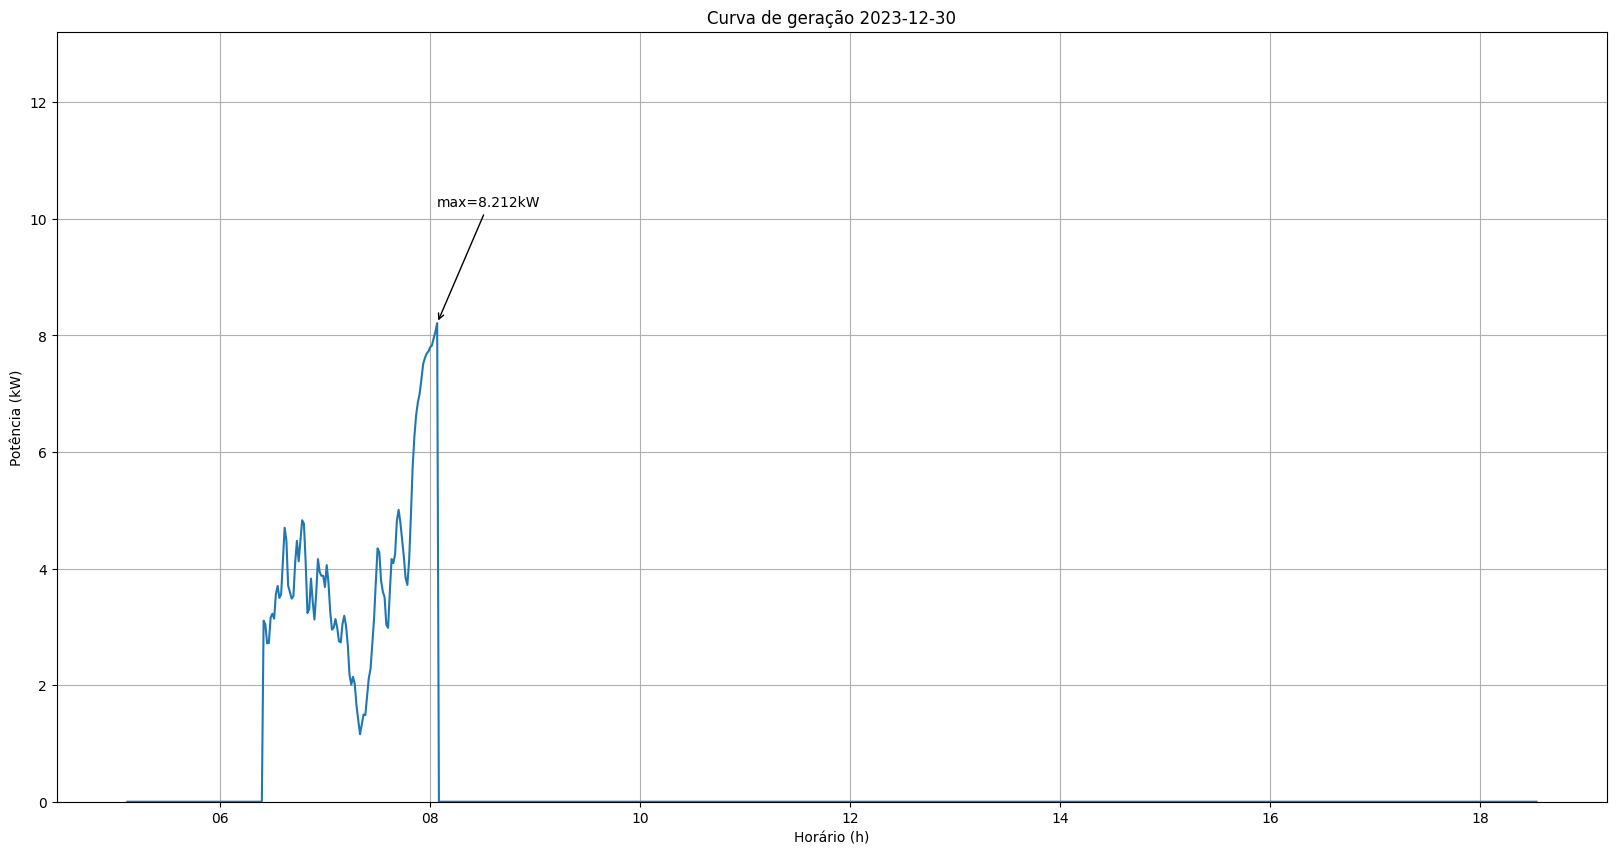 Curva de geração 2023-12-30
12
max=8.212kW
10
8
6
4
2
0
Potência (kW)
06 08 10 12 14 16 18
Horário (h)